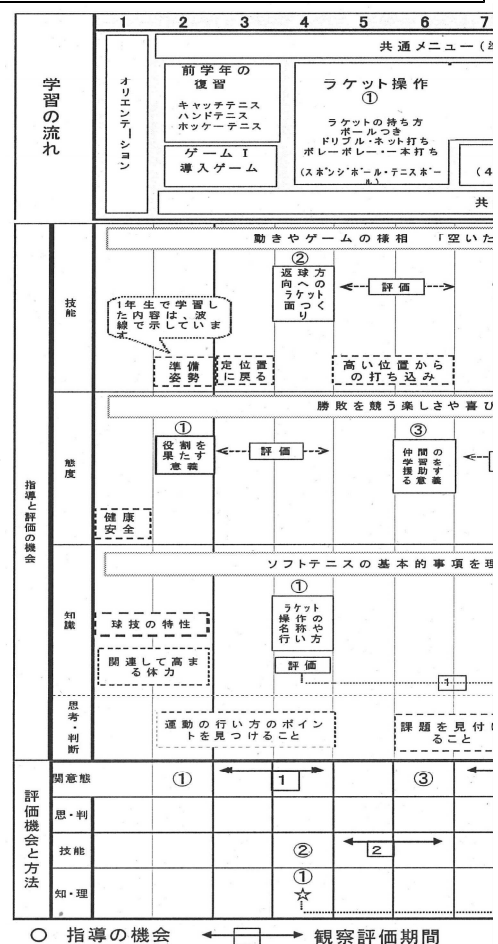 1 2 3 4 5 6 7
学習の流れ
オリエンテーション
共通メニュー(
前学年の
復習
キャッチテニス
ハンドテニス
ホッケーテニス
ゲームⅠ
導入ゲーム
ラケット操作
①
ラケットの持ち方
ボールつき
ドリブル・ネット打ち
ボレーボレー・一本打ち
(スポンジボール・テニスボール)
(4
共
指導と評価の機会
技能
動きやゲームの様相 「空いた
②
返球方
向への
ラケット
面つく
り
評価
1年生で学習し
た内容は、波
線で示していま
す
準備
姿勢
定位置
に戻る
高い位置から
の打ち込み
態度
勝敗を競う楽しさや喜び
①
役割を
果たす
意義
評価
③
仲間の
学習を
援助す
る意義
健康
安全
知識
ソフトテニスの基本的事項を理
①
ラケット
操作の
名称や
行い方
評価
球技の特性
関連して高ま
る体力
1
思考・判断
運動の行い方のポイン
トを見つけること
課題を見付け
ること
評価機会と方法
関意態 ① 1 ③
思・判
技能 ② 2
知・理 ① ☆
○ 指導の機会 ←□→ 観察評価期間